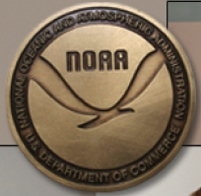 NATIONAL OCEANIC AND ATMOSPHERIC ADMINISTRATION
NOAA
U.S. DEPARTMENT OF COMMERCE